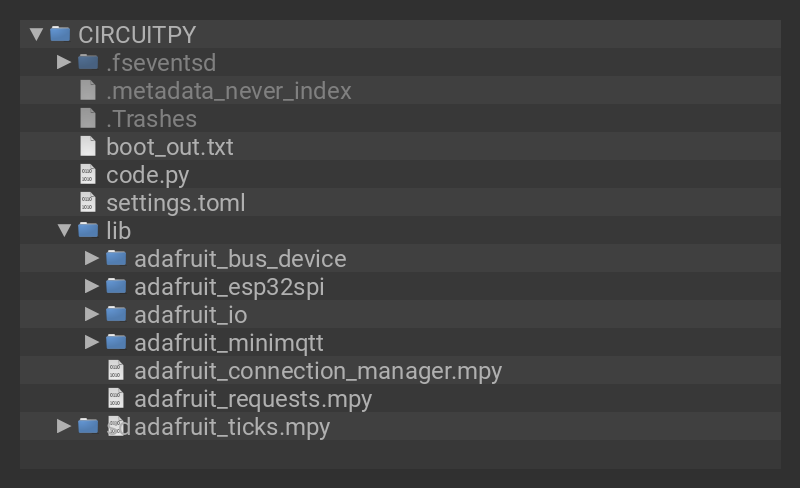 CIRCUITPY
.fseventsd
.metadata_never_index
.Trashes
boot_out.txt
code.py
settings.toml
lib
adafruit_bus_device
adafruit_esp32spi
adafruit_io
adafruit_minimqtt
adafruit_connection_manager.mpy
adafruit_requests.mpy
adafruit_ticks.mpy